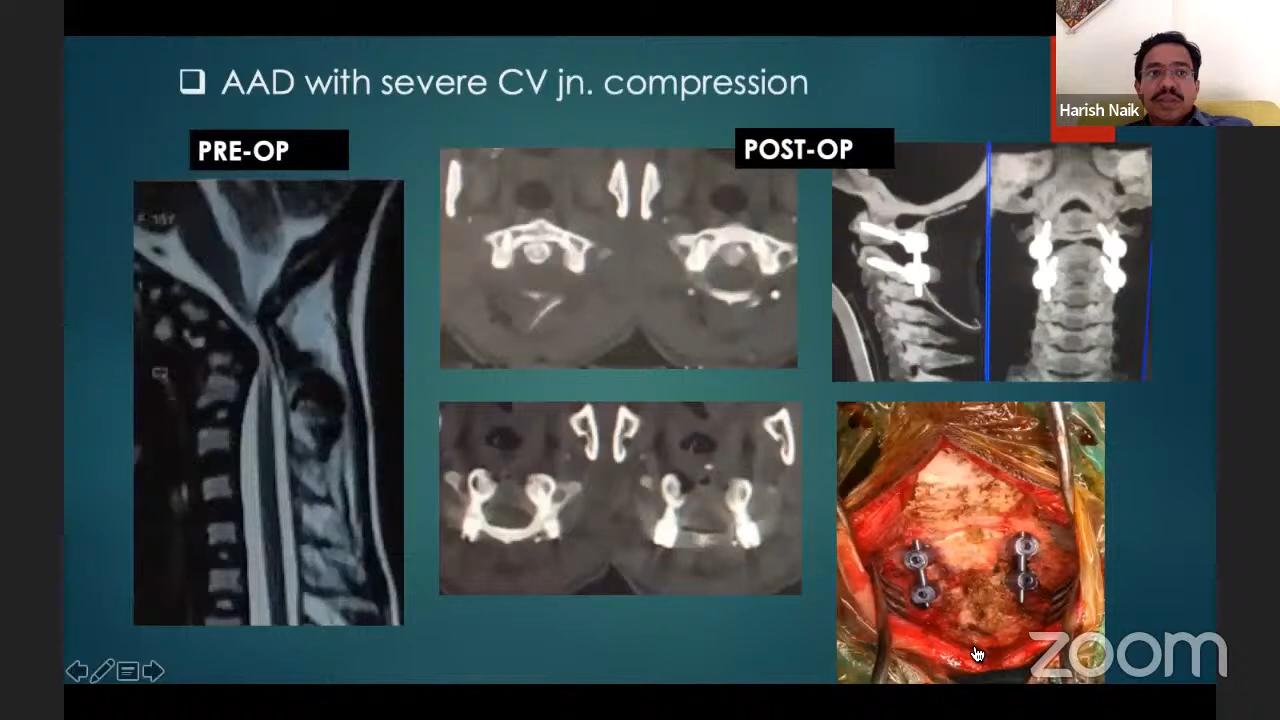 ❑ AAD with severe CV jn. compression
Harish Naik
PRE-OP
POST-OP
zoom